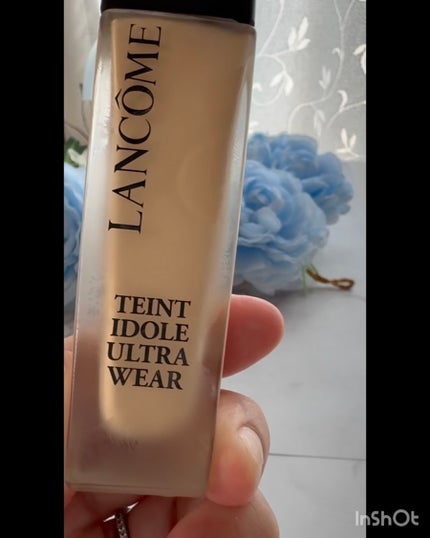 LANCÔME
TEINT
IDOLE
ULTRA
WEAR
InShOt